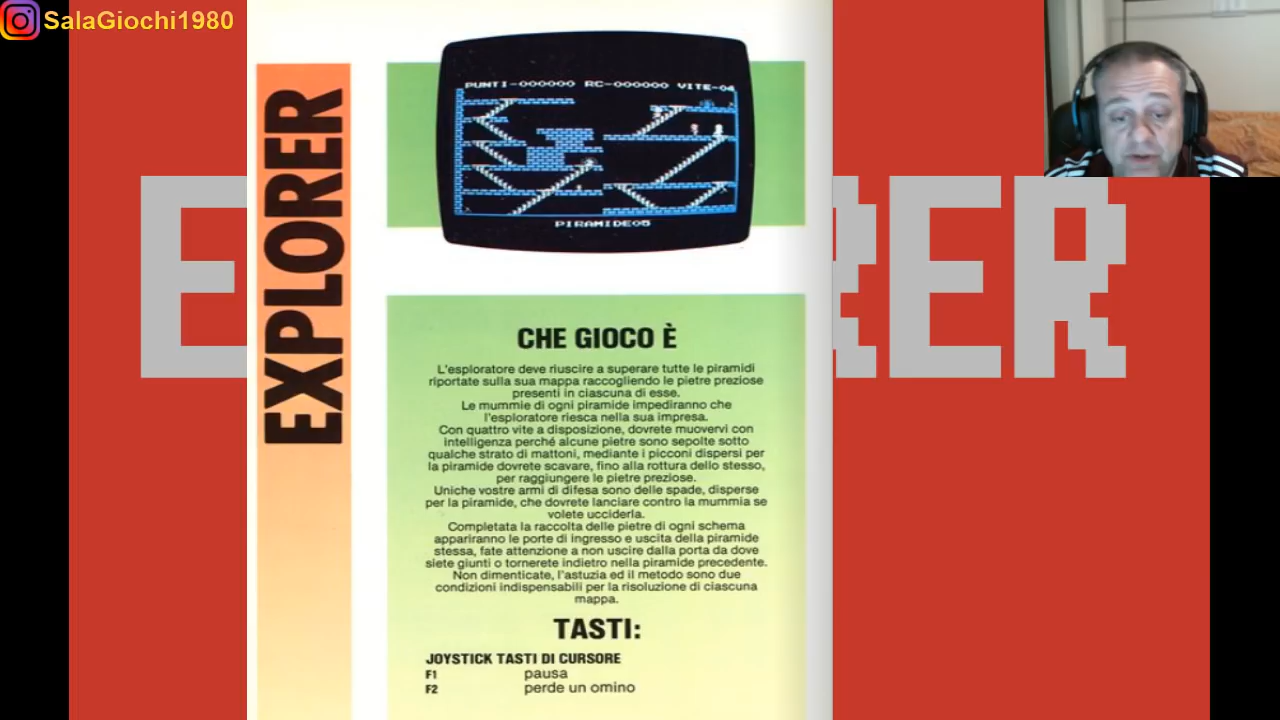 SalaGiochi1980
EXPLORER
PUNTI-000000 RC-000000 VITE-04
PIRAMIDE05
CHE GIOCO È
L'esploratore deve riuscire a superare tutte le piramidi
riportate sulla sua mappa raccogliendo le pietre preziose
presenti in ciascuna di esse.
Le mummie di ogni piramide impediranno che
l'esploratore riesca nella sua impresa.
Con quattro vite a disposizione, dovrete muovervi con
intelligenza perché alcune pietre sono sepolte sotto
qualche strato di mattoni, mediante i picconi dispersi per
la piramide dovrete scavare, fino alla rottura dello stesso,
per raggiungere le pietre preziose.
Uniche vostre armi di difesa sono delle spade, disperse
per la piramide, che dovrete lanciare contro la mummia se
volete ucciderla.
Completata la raccolta delle pietre di ogni schema
appariranno le porte di ingresso e uscita della piramide
stessa, fate attenzione a non uscire dalla porta da dove
siete giunti o tornerete indietro nella piramide precedente.
Non dimenticate, l'astuzia ed il metodo sono due
condizioni indispensabili per la risoluzione di ciascuna
mappa.
TASTI:
JOYSTICK TASTI DI CURSORE
F1 pausa
F2 perde un omino
E RER